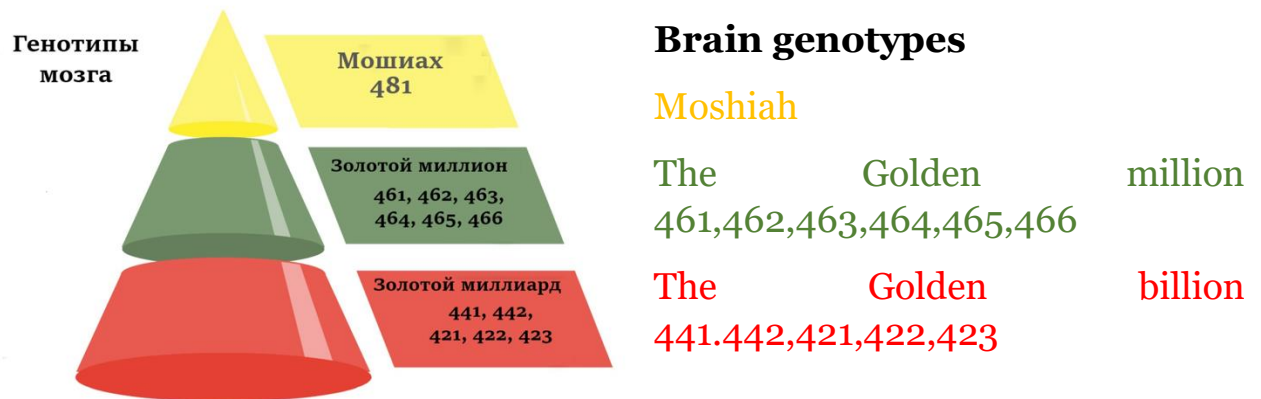 Генотипы
мозга
Мошиах
481
Золотой миллион
461, 462, 463,
464, 465, 466
Золотой миллиард
441, 442,
421, 422, 423
Brain genotypes
Moshiah
The Golden million
461,462,463,464,465,466
The Golden billion
441.442,421,422,423